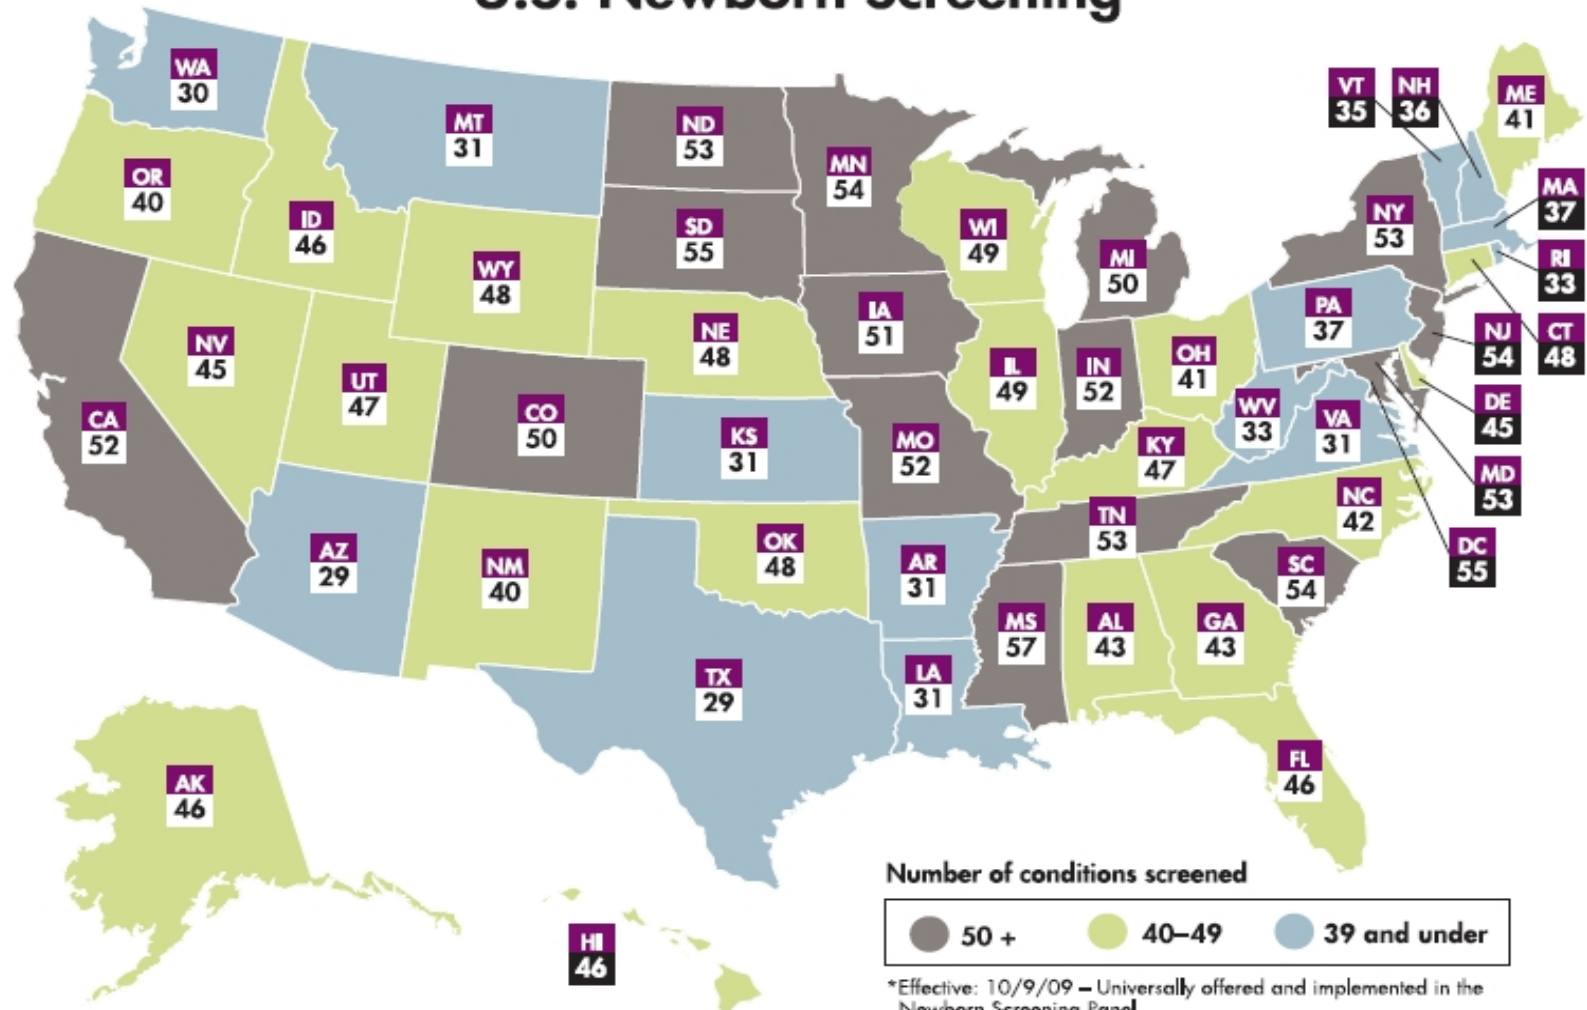 U.S. Newborn Screening
WA
30
MT
31
ND
53
MN
54
VT
35
NH
36
ME
41
OR
40
ID
46
SD
55
WI
49
MI
50
NY
53
MA
37
WY
48
RI
33
NV
45
UT
47
NE
48
IA
51
IL
49
IN
52
OH
41
PA
37
NJ
54
CT
48
CA
52
CO
50
KS
31
MO
52
KY
47
WV
33
VA
31
DE
45
MD
53
AZ
29
NM
40
OK
48
AR
31
TN
53
NC
42
SC
54
DC
55
TX
29
LA
31
MS
57
AL
43
GA
43
FL
46
AK
46
HI
46
Number of conditions screened
50 +
40–49
39 and under
*Effective: 10/9/09 – Universally offered and implemented in the
Newborn Screening Panel